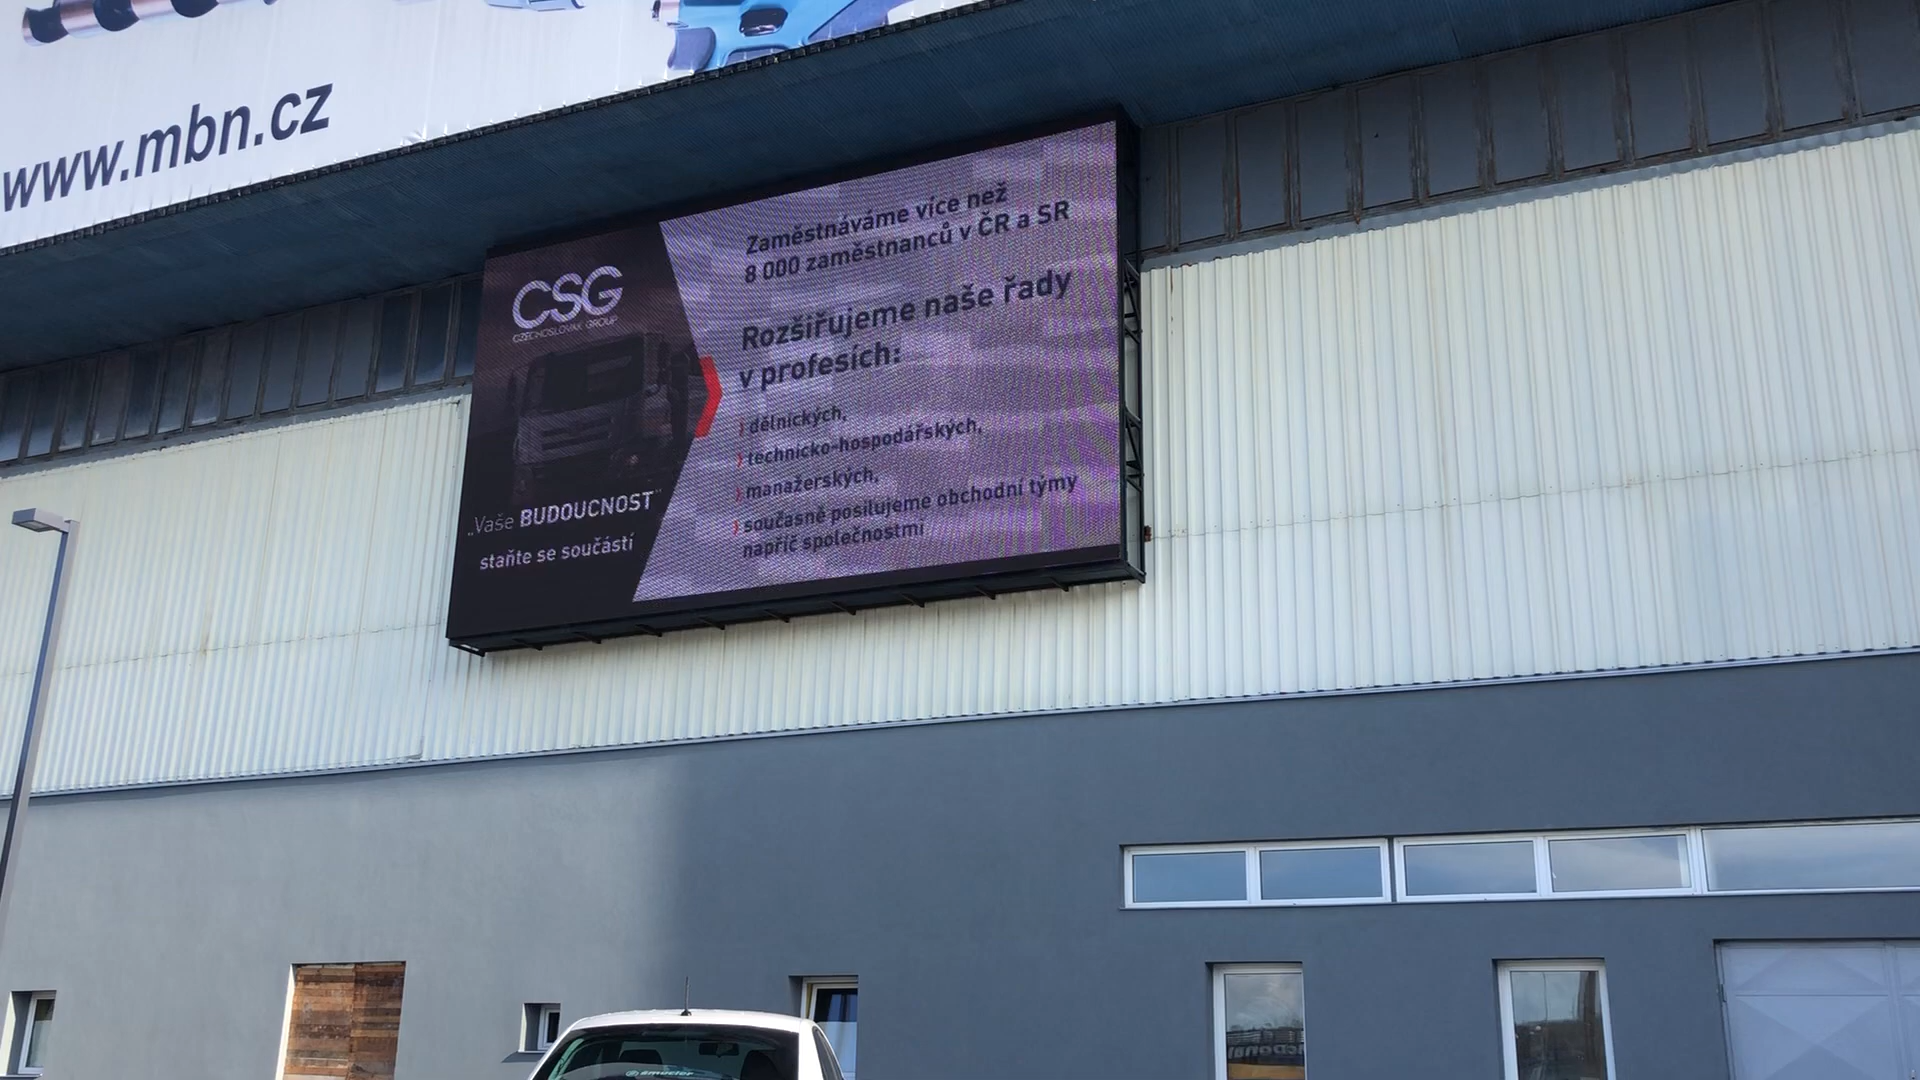 www.mbn.cz
CSG
CZECHOSLOVAK GROUP
„Vaše BUDOUCNOST“
staňte se součástí
Zaměstnáváme více než
8 000 zaměstnanců v ČR a SR
Rozšiřujeme naše řady
v profesích:
dělnických,
technicko-hospodářských,
manažerských,
současně posilujeme obchodní týmy
napříč společnostmi